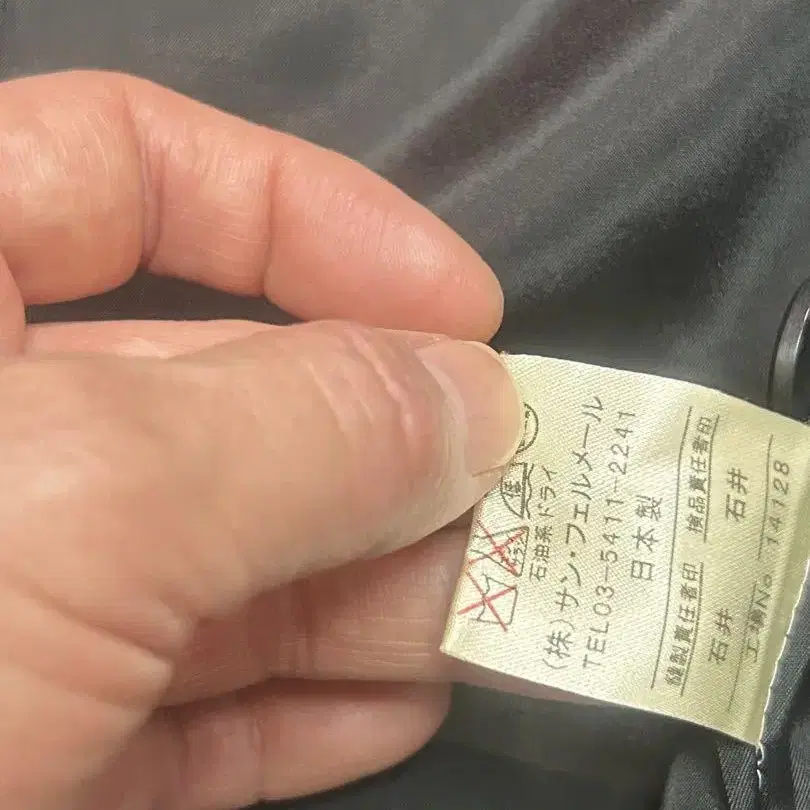 石油系ドライ
(株)サン・フェルメール
TEL03-5411-2241
日本製
縫製責任者印 検品責任者印
石井 石井
工場No. 14128